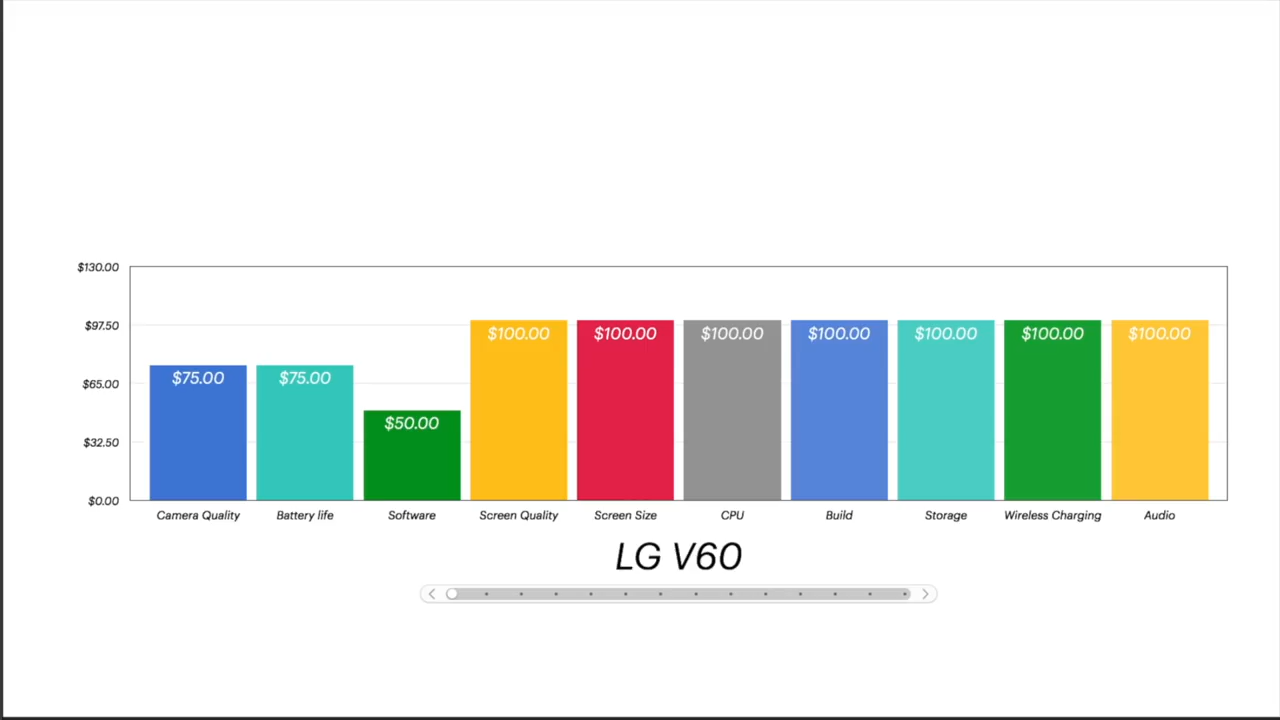 $130.00
$97.50
$65.00
$32.50
$0.00
$75.00 $75.00 $50.00 $100.00 $100.00 $100.00 $100.00 $100.00 $100.00 $100.00
Camera Quality Battery life Software Screen Quality Screen Size CPU Build Storage Wireless Charging Audio
LG V60